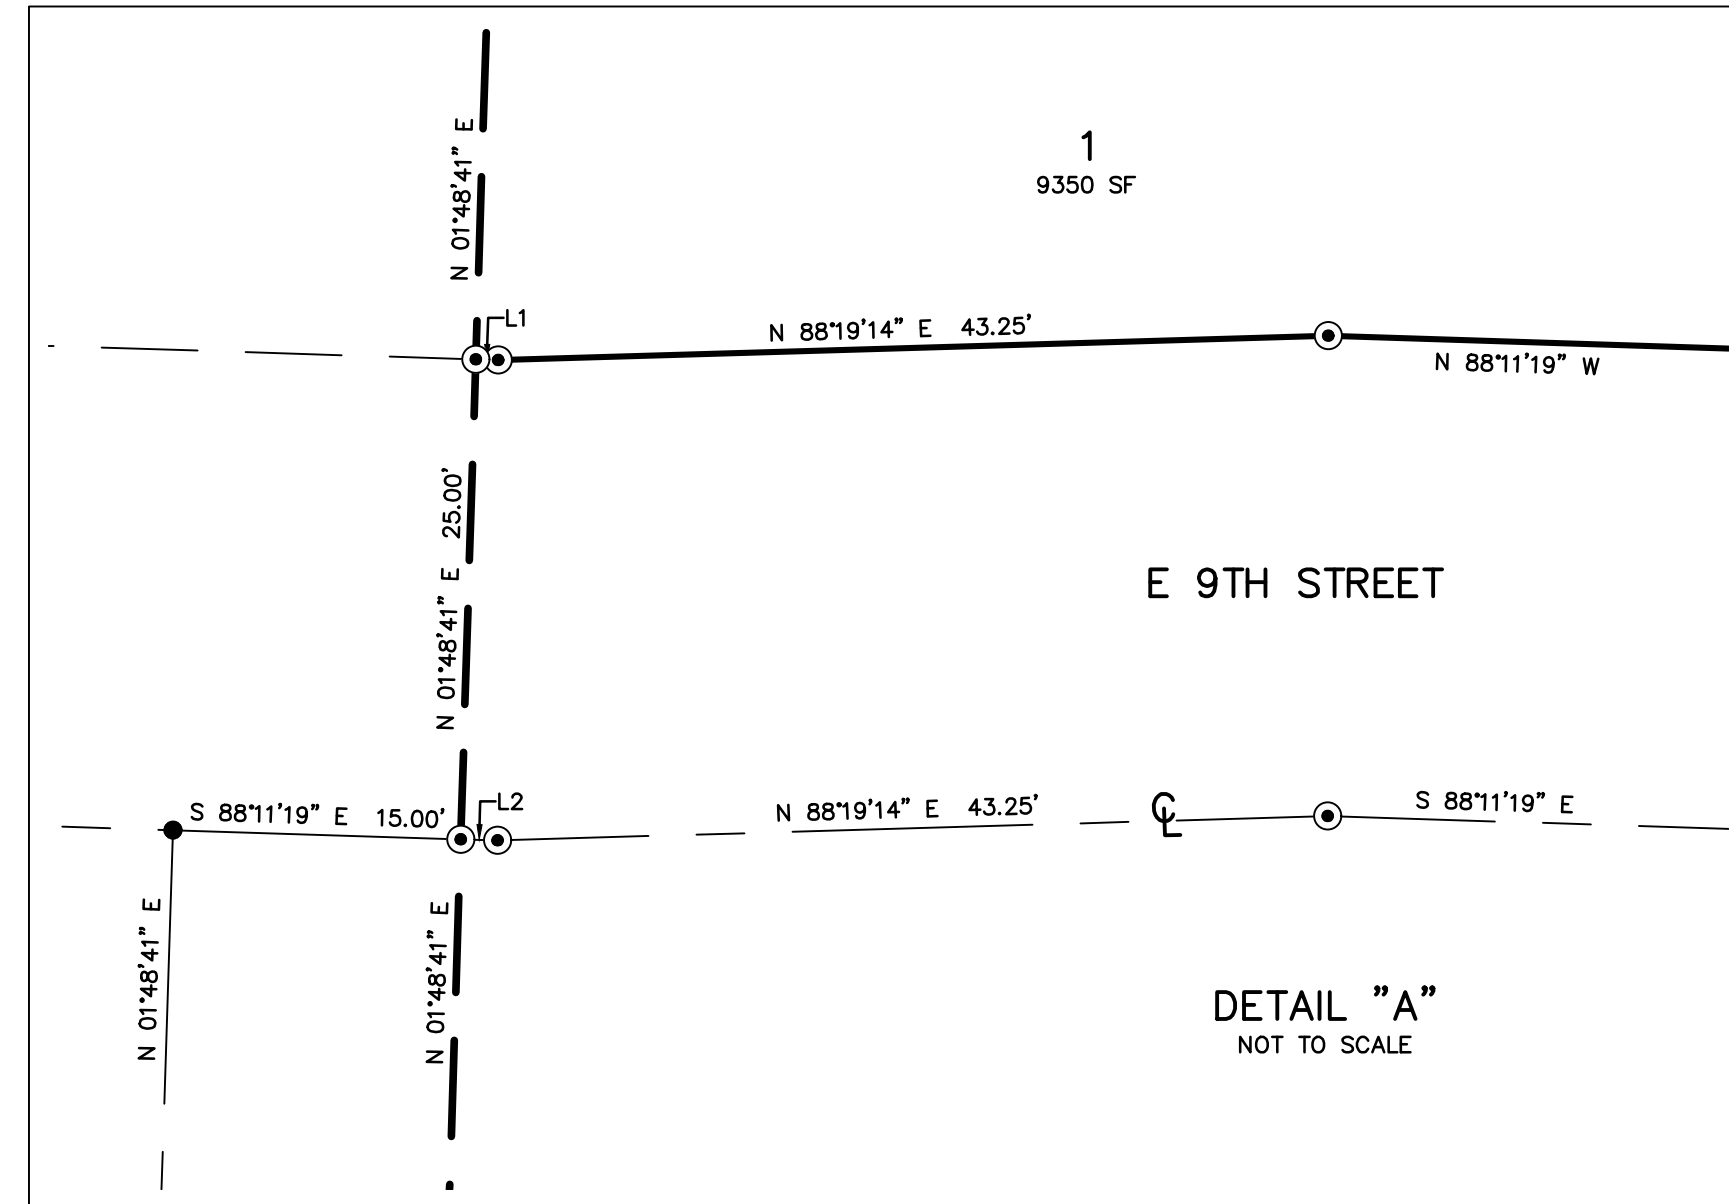 N 01°48'41" E
1
9350 SF
L1
N 88°19'14" E 43.25'
N 88°11'19" W
N 01°48'41" E 25.00'
E 9TH STREET
S 88°11'19" E 15.00'
L2
N 88°19'14" E 43.25'
CL
S 88°11'19" E
N 01°48'41" E
N 01°48'41" E
DETAIL "A"
NOT TO SCALE